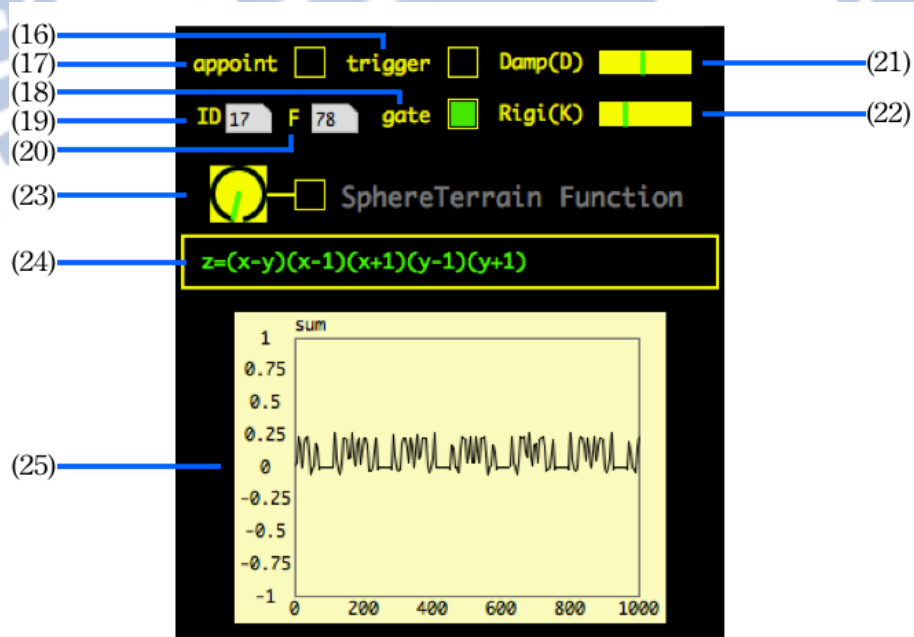 (16)
(17) appoint trigger Damp(D) (21)
(18)
(19) ID 17 F 78 gate Rigi(K) (22)
(20)
(23) SphereTerrain Function
(24) z=(x-y)(x-1)(x+1)(y-1)(y+1)
sum
1
0.75
0.5
0.25
(25) 0
-0.25
-0.5
-0.75
-1
0 200 400 600 800 1000